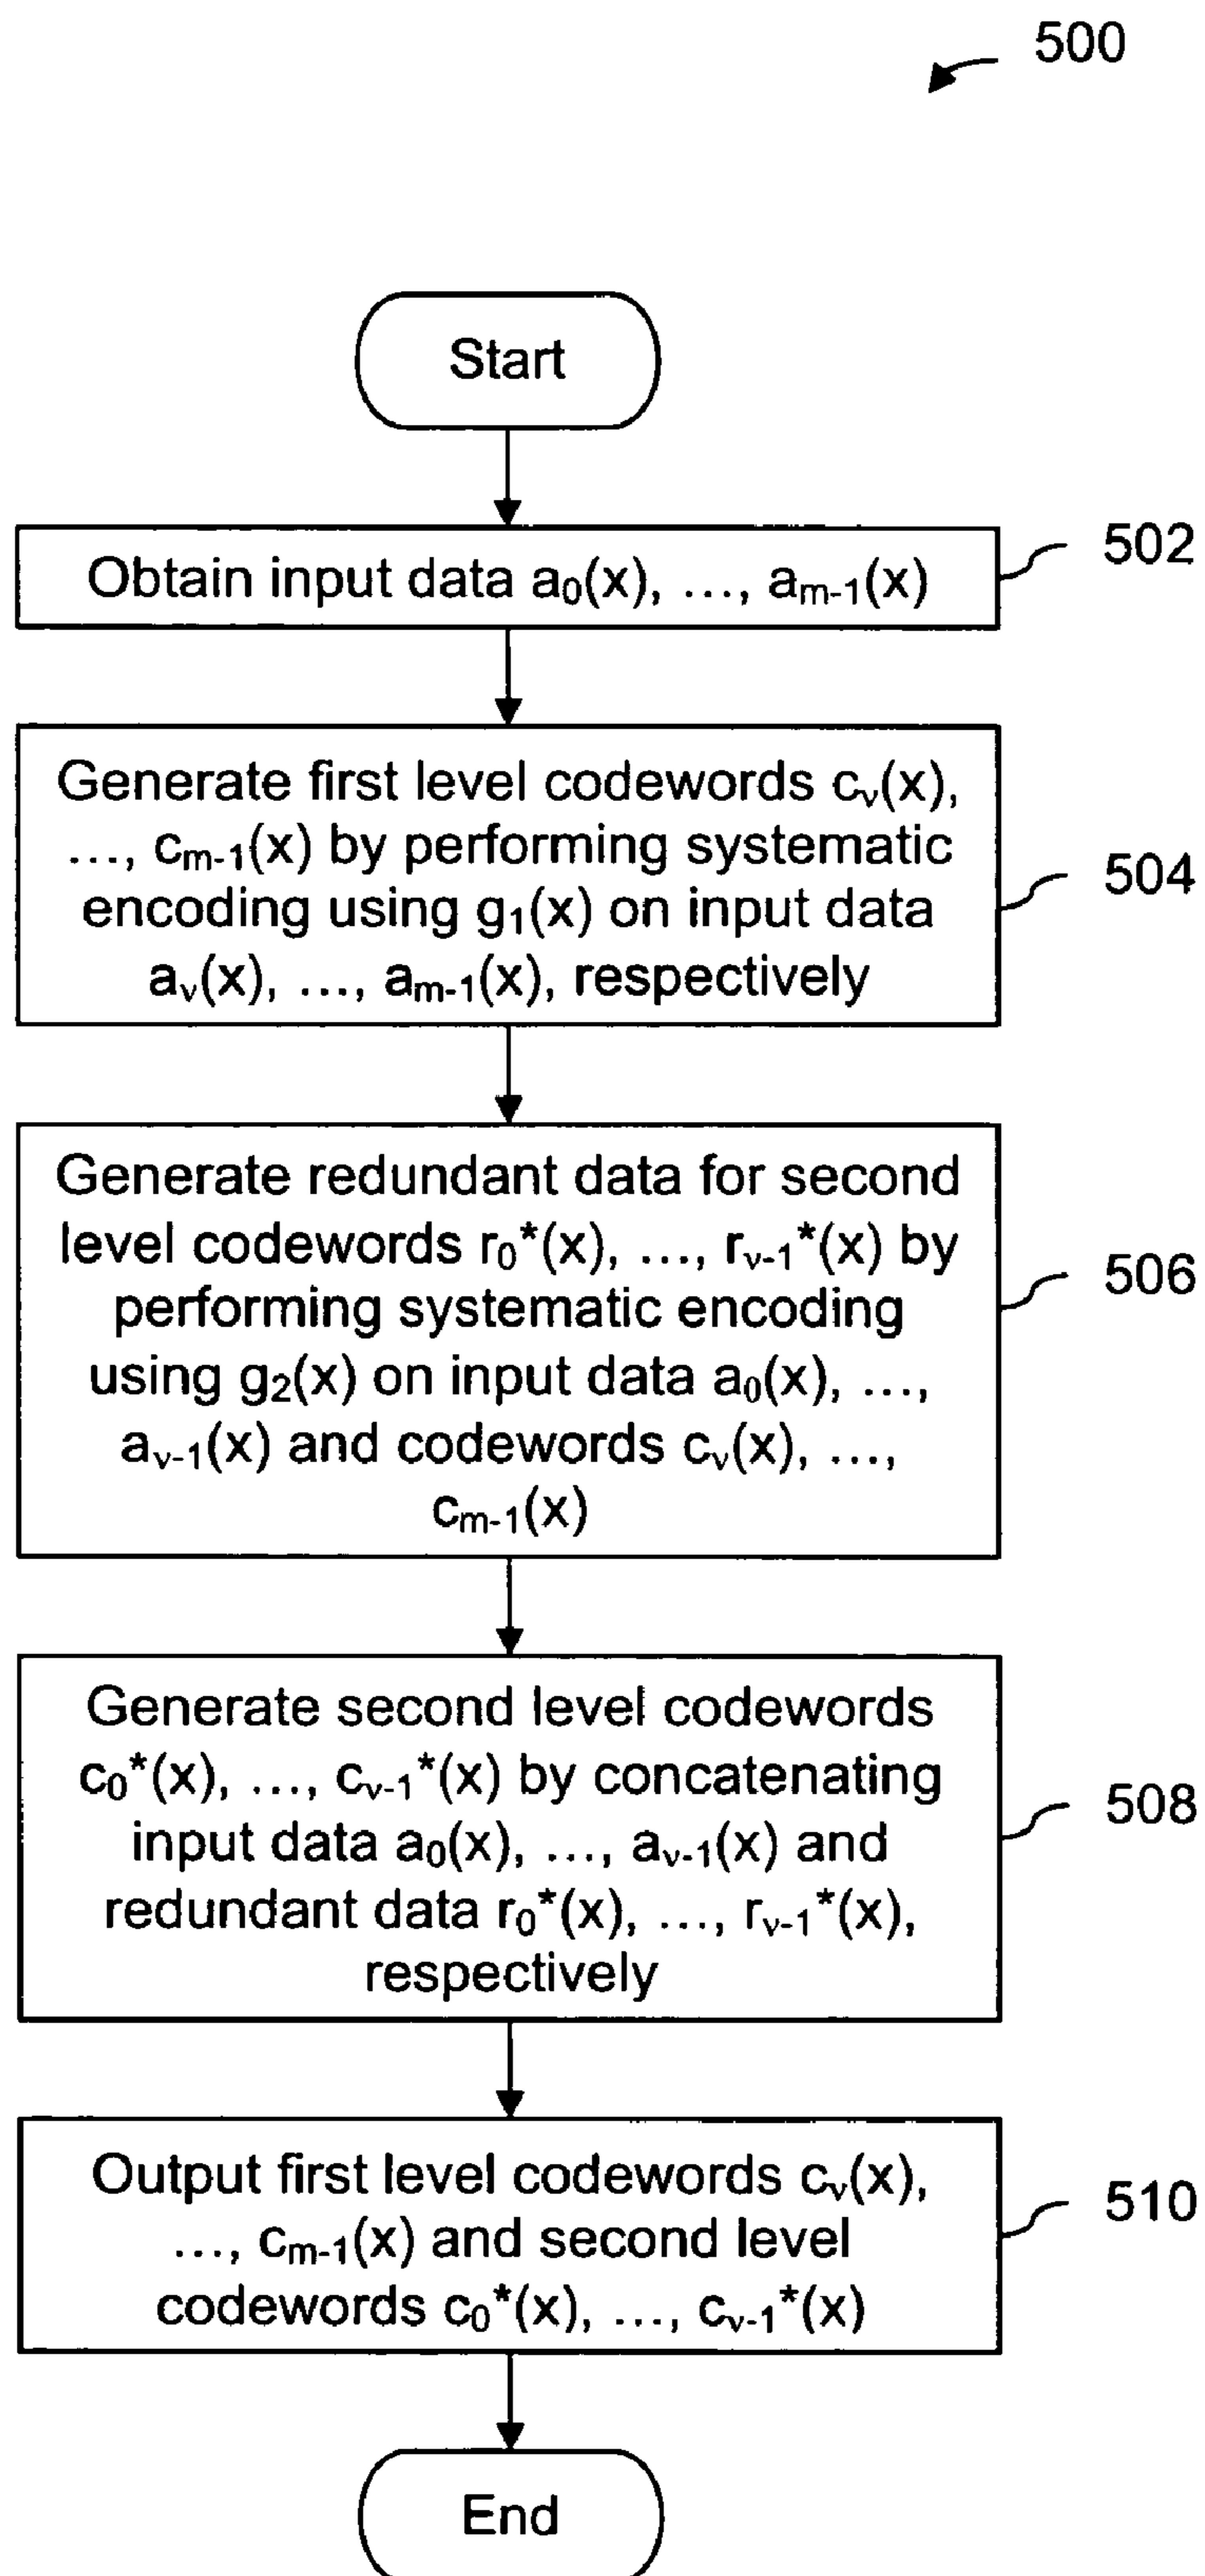 500
Start
Obtain input data a₀(x), ..., aₘ₋₁(x)
502
Generate first level codewords cᵥ(x),
..., cₘ₋₁(x) by performing systematic
encoding using g₁(x) on input data
aᵥ(x), ..., aₘ₋₁(x), respectively
504
Generate redundant data for second
level codewords r₀*(x), ..., rᵥ₋₁*(x) by
performing systematic encoding
using g₂(x) on input data a₀(x), ...,
aᵥ₋₁(x) and codewords cᵥ(x), ...,
cₘ₋₁(x)
506
Generate second level codewords
c₀*(x), ..., cᵥ₋₁*(x) by concatenating
input data a₀(x), ..., aᵥ₋₁(x) and
redundant data r₀*(x), ..., rᵥ₋₁*(x),
respectively
508
Output first level codewords cᵥ(x),
..., cₘ₋₁(x) and second level
codewords c₀*(x), ..., cᵥ₋₁*(x)
510
End